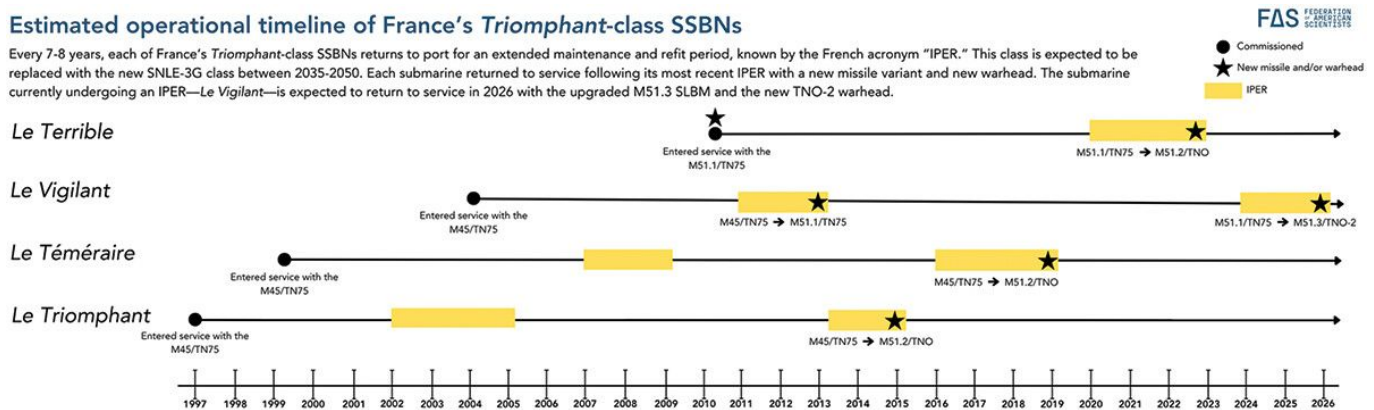 Estimated operational timeline of France's Triomphant-class SSBNs
FAS FEDERATION OF AMERICAN SCIENTISTS
Every 7-8 years, each of France's Triomphant-class SSBNs returns to port for an extended maintenance and refit period, known by the French acronym "IPER." This class is expected to be
replaced with the new SNLE-3G class between 2035-2050. Each submarine returned to service following its most recent IPER with a new missile variant and new warhead. The submarine
currently undergoing an IPER—Le Vigilant—is expected to return to service in 2026 with the upgraded M51.3 SLBM and the new TNO-2 warhead.
Commissioned
New missile and/or warhead
IPER
Le Terrible
Entered service with the
M51.1/TN75
M51.1/TN75 → M51.2/TNO
Le Vigilant
Entered service with the
M45/TN75
M45/TN75 → M51.1/TN75
M51.1/TN75 → M51.3/TNO-2
Le Téméraire
Entered service with the
M45/TN75
M45/TN75 → M51.2/TNO
Le Triomphant
Entered service with the
M45/TN75
M45/TN75 → M51.2/TNO
1997 1998 1999 2000 2001 2002 2003 2004 2005 2006 2007 2008 2009 2010 2011 2012 2013 2014 2015 2016 2017 2018 2019 2020 2021 2022 2023 2024 2025 2026